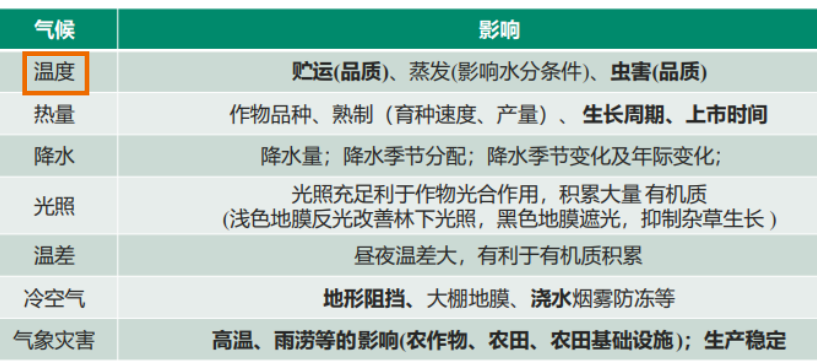 气候 影响
温度 贮运(品质)、蒸发(影响水分条件)、虫害(品质)
热量 作物品种、熟制（育种速度、产量）、生长周期、上市时间
降水 降水量；降水季节分配；降水季节变化及年际变化；
光照 光照充足利于作物光合作用，积累大量有机质
(浅色地膜反光改善林下光照，黑色地膜遮光，抑制杂草生长)
温差 昼夜温差大，有利于有机质积累
冷空气 地形阻挡、大棚地膜、浇水烟雾防冻等
气象灾害 高温、雨涝等的影响(农作物、农田、农田基础设施)；生产稳定